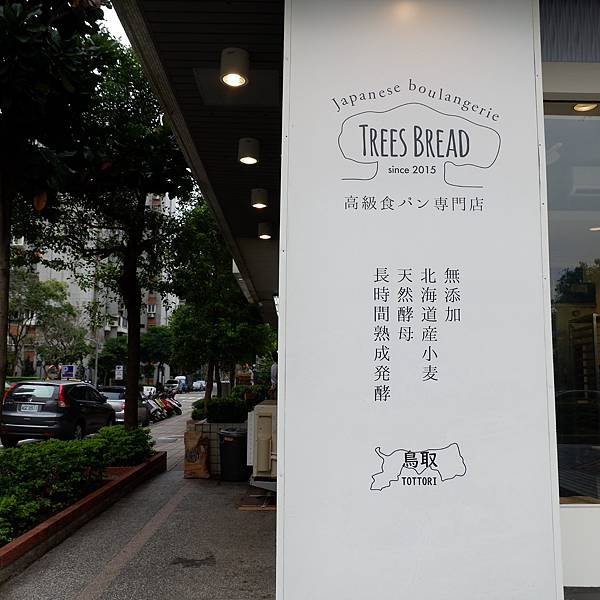 Japanese boulangerie
TREES BREAD
since 2015
高級食パン専門店
無添加
北海道産小麦
天然酵母
長時間熟成発酵
鳥取
TOTTORI